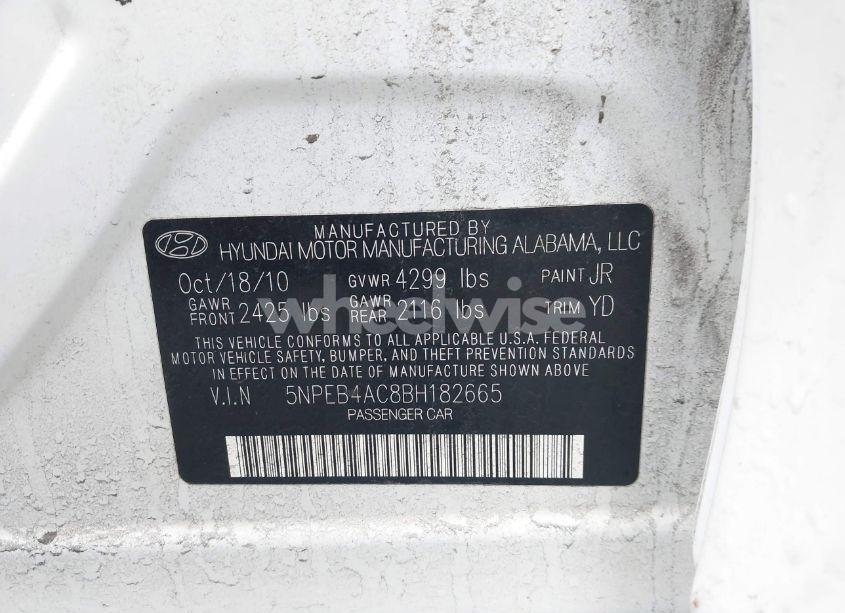 MANUFACTURED BY
HYUNDAI MOTOR MANUFACTURING ALABAMA, LLC
Oct/18/10 GVWR 4299 lbs PAINT JR
GAWR FRONT 2425 lbs GAWR REAR 2116 lbs TRIM YD
THIS VEHICLE CONFORMS TO ALL APPLICABLE U.S.A. FEDERAL
MOTOR VEHICLE SAFETY, BUMPER, AND THEFT PREVENTION STANDARDS
IN EFFECT ON THE DATE OF MANUFACTURE SHOWN ABOVE
V.I.N 5NPEB4AC8BH182665
PASSENGER CAR
wheelwise